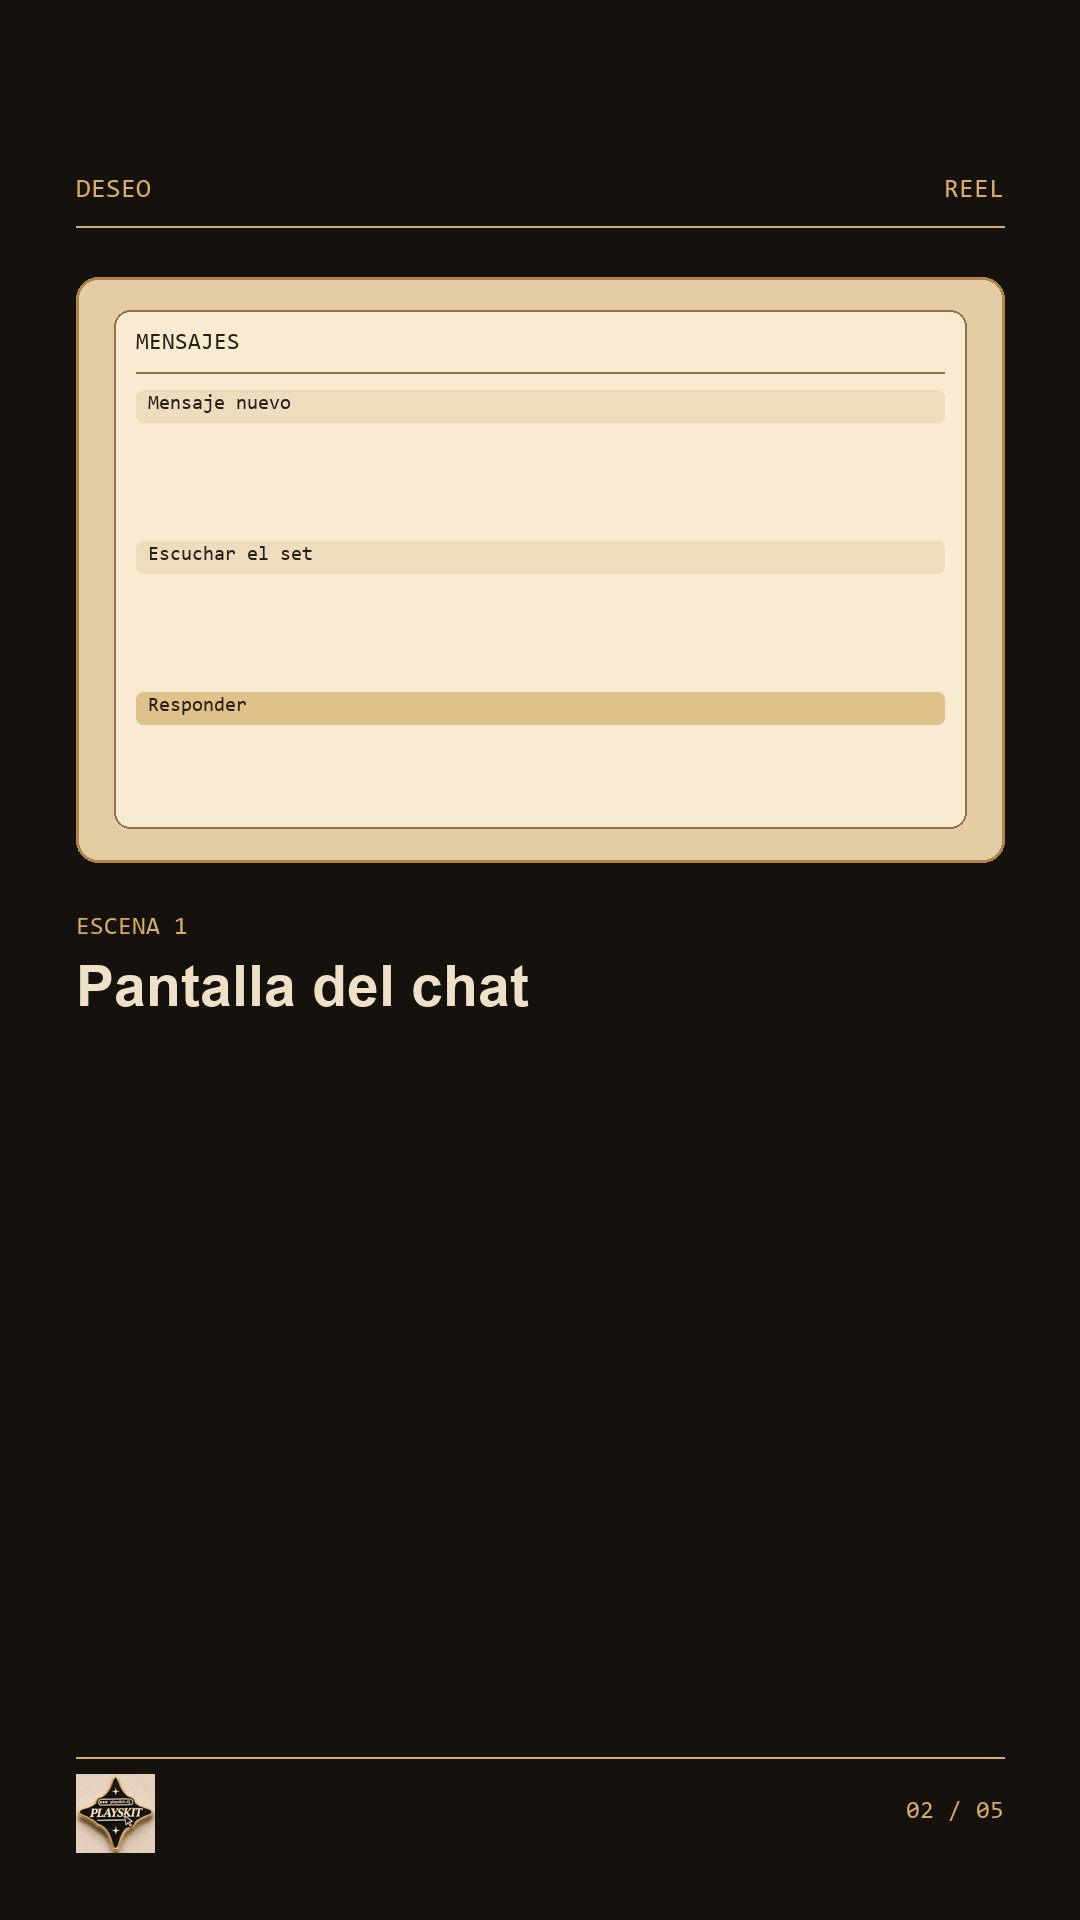 DESEO
REEL
MENSAJES
Mensaje nuevo
Escuchar el set
Responder
ESCENA 1
Pantalla del chat
PLAYSKIT
02 / 05